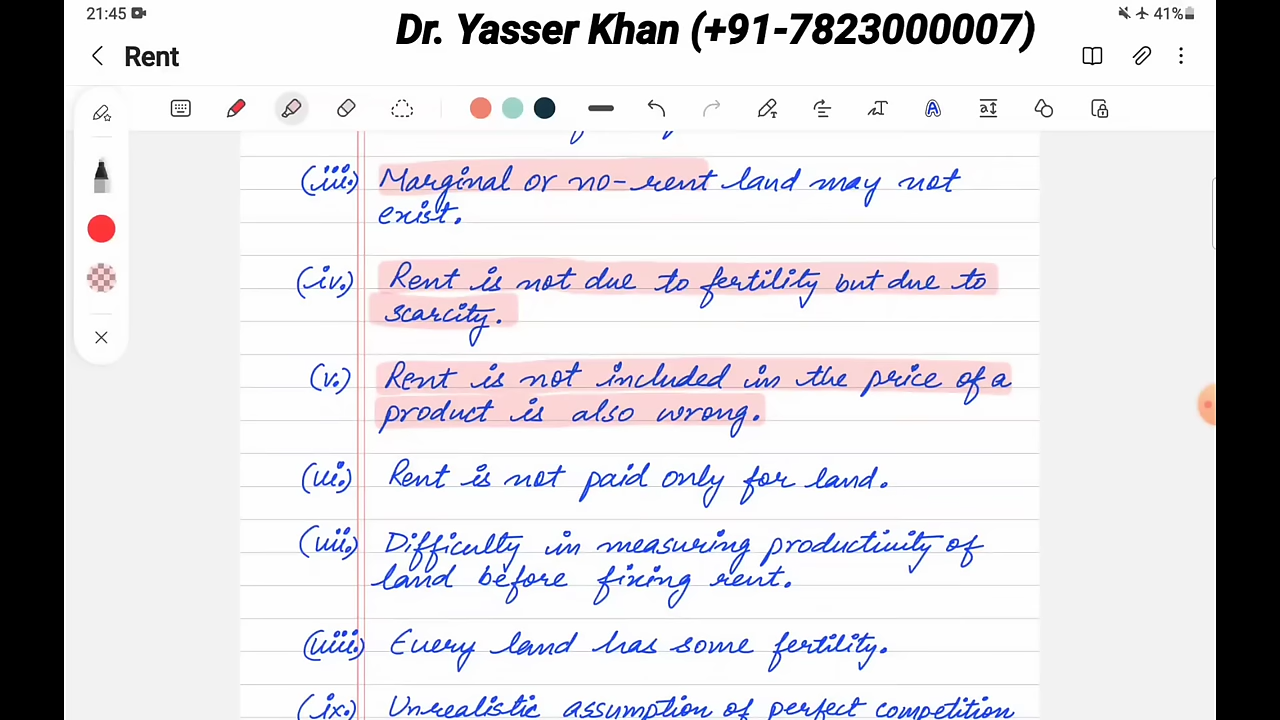 21:45
41%
Dr. Yasser Khan (+91-7823000007)
Rent
(iii.) Marginal or no-rent land may not
exist.
(iv.) Rent is not due to fertility but due to
scarcity.
(v.) Rent is not included in the price of a
product is also wrong.
(vi.) Rent is not paid only for land.
(vii.) Difficulty in measuring productivity of
land before fixing rent.
(viii.) Every land has some fertility.
(ix.) Unrealistic assumption of perfect competition